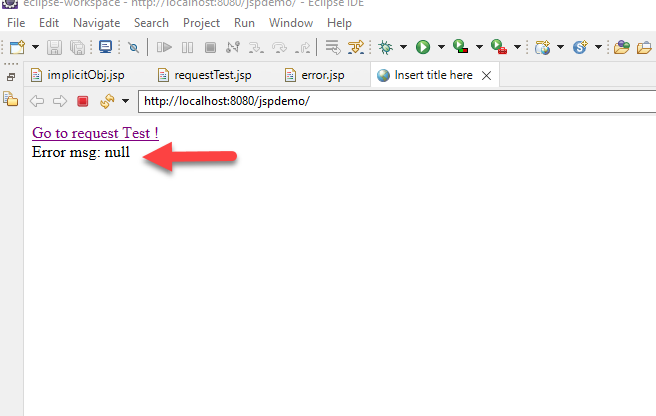 eclipse-workspace - http://localhost:8080/jspdemo/ - Eclipse IDE
File Edit Navigate Search Project Run Window Help
implicitObj.jsp requestTest.jsp error.jsp Insert title here
http://localhost:8080/jspdemo/
Go to request Test !
Error msg: null